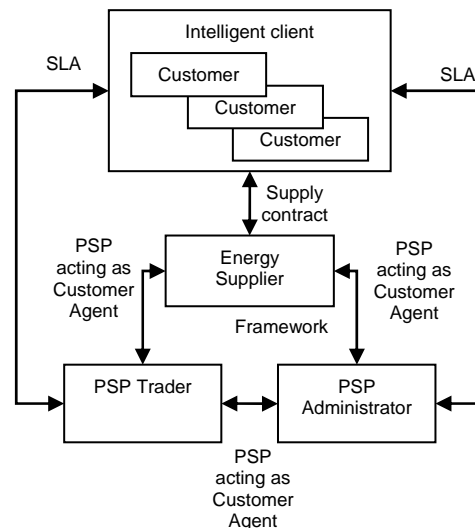 Intelligent client
SLA
SLA
Customer
Customer
Customer
Supply
contract
PSP
acting as
Customer
Agent
Energy
Supplier
PSP
acting as
Customer
Agent
Framework
PSP Trader
PSP
Administrator
PSP
acting as
Customer
Agent